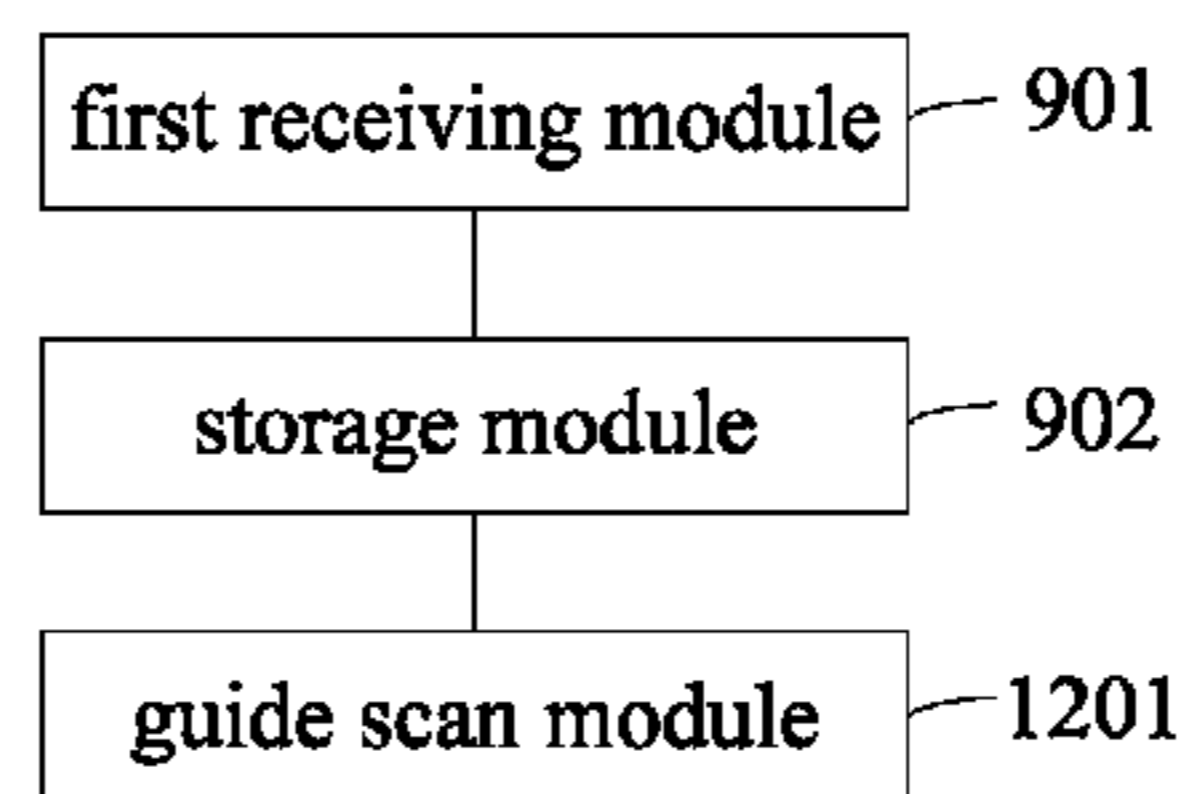 first receiving module 901
storage module 902
guide scan module 1201